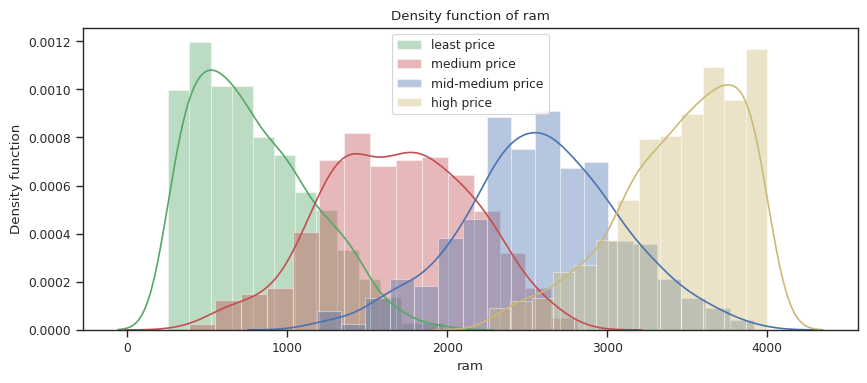 Density function of ram
least price
medium price
mid-medium price
high price
Density function
0.0012
0.0010
0.0008
0.0006
0.0004
0.0002
0.0000
0 1000 2000 3000 4000
ram